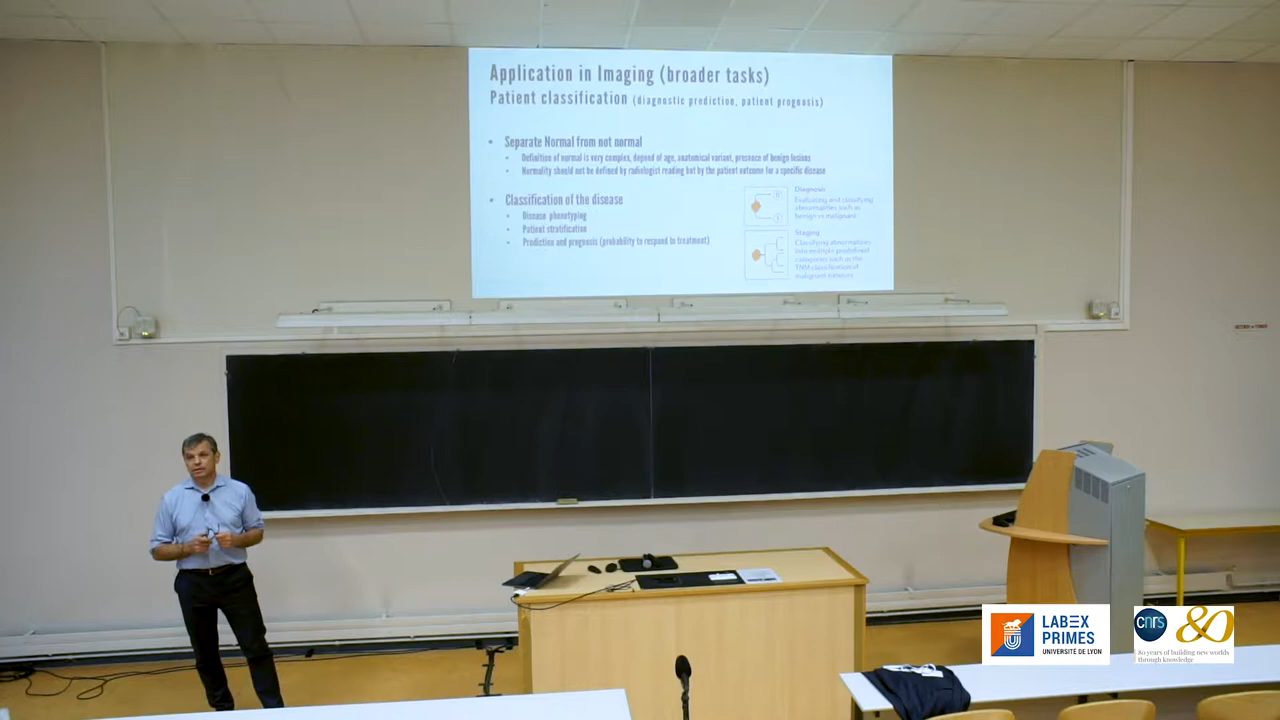 Application in Imaging (broader tasks)
Patient classification (diagnostic prediction, patient prognosis)
• Separate Normal from not normal
• Definition of normal is very complex, depend of age, anatomical variant, presence of benign lesions
• Normality should not be defined by radiologist reading but by the patient outcome for a specific disease
• Classification of the disease
• Disease phenotyping
• Patient stratification
• Prediction and prognosis (probability to respond to treatment)
Diagnosis
Evaluating and classifying
abnormalities such as
benign vs malignant
Staging
Classifying abnormalities
into multiple predefined
categories such as the
TNM classification of
malignant tumours
LABEX
PRIMES
UNIVERSITÉ DE LYON
cnrs
80
80 years of building new worlds
through knowledge